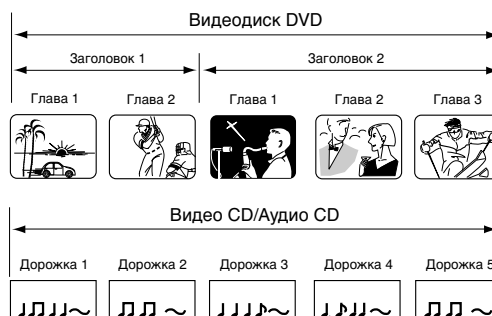 Видеодиск DVD
Заголовок 1 Заголовок 2
Глава 1 Глава 2 Глава 1 Глава 2 Глава 3
Видео CD/Аудио CD
Дорожка 1 Дорожка 2 Дорожка 3 Дорожка 4 Дорожка 5